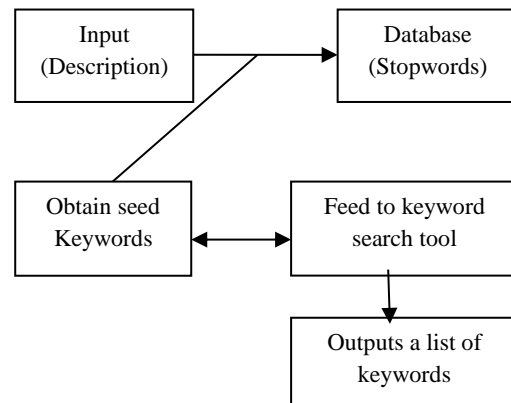 Input
(Description)
Database
(Stopwords)
Obtain seed
Keywords
Feed to keyword
search tool
Outputs a list of
keywords